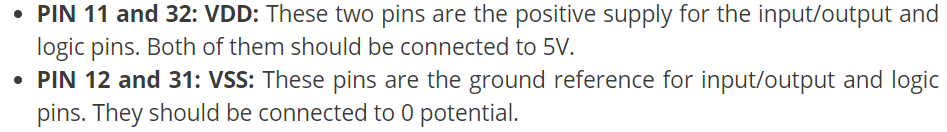 • PIN 11 and 32: VDD: These two pins are the positive supply for the input/output and
logic pins. Both of them should be connected to 5V.
• PIN 12 and 31: VSS: These pins are the ground reference for input/output and logic
pins. They should be connected to 0 potential.